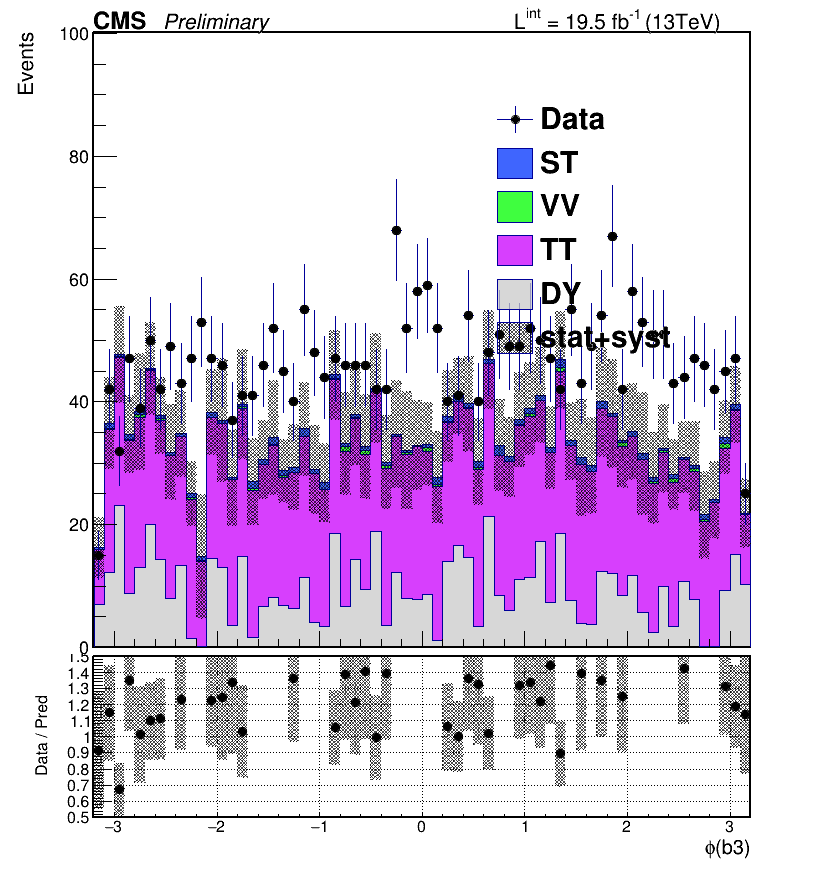 CMS Preliminary L^int = 19.5 fb^-1 (13TeV)
Events
100
80
60
40
20
0
Data
ST
VV
TT
DY
stat+syst
Data / Pred
1.5
1.4
1.3
1.2
1.1
1
0.9
0.8
0.7
0.6
0.5
−3 −2 −1 0 1 2 3
ϕ(b3)